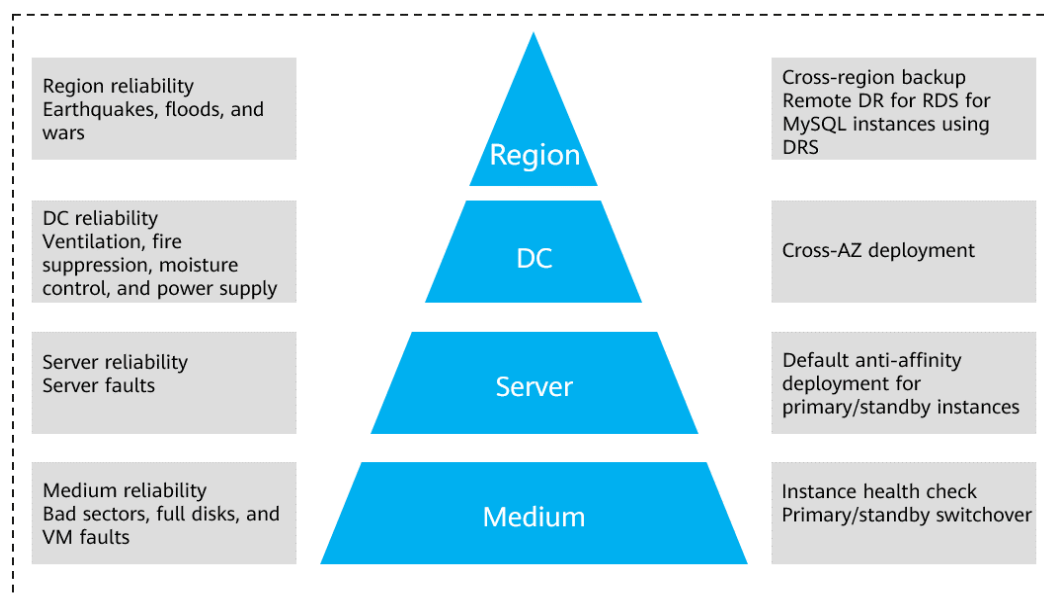 Region reliability
Earthquakes, floods, and
wars
Region
Cross-region backup
Remote DR for RDS for
MySQL instances using
DRS
DC reliability
Ventilation, fire
suppression, moisture
control, and power supply
DC
Cross-AZ deployment
Server reliability
Server faults
Server
Default anti-affinity
deployment for
primary/standby instances
Medium reliability
Bad sectors, full disks, and
VM faults
Medium
Instance health check
Primary/standby switchover